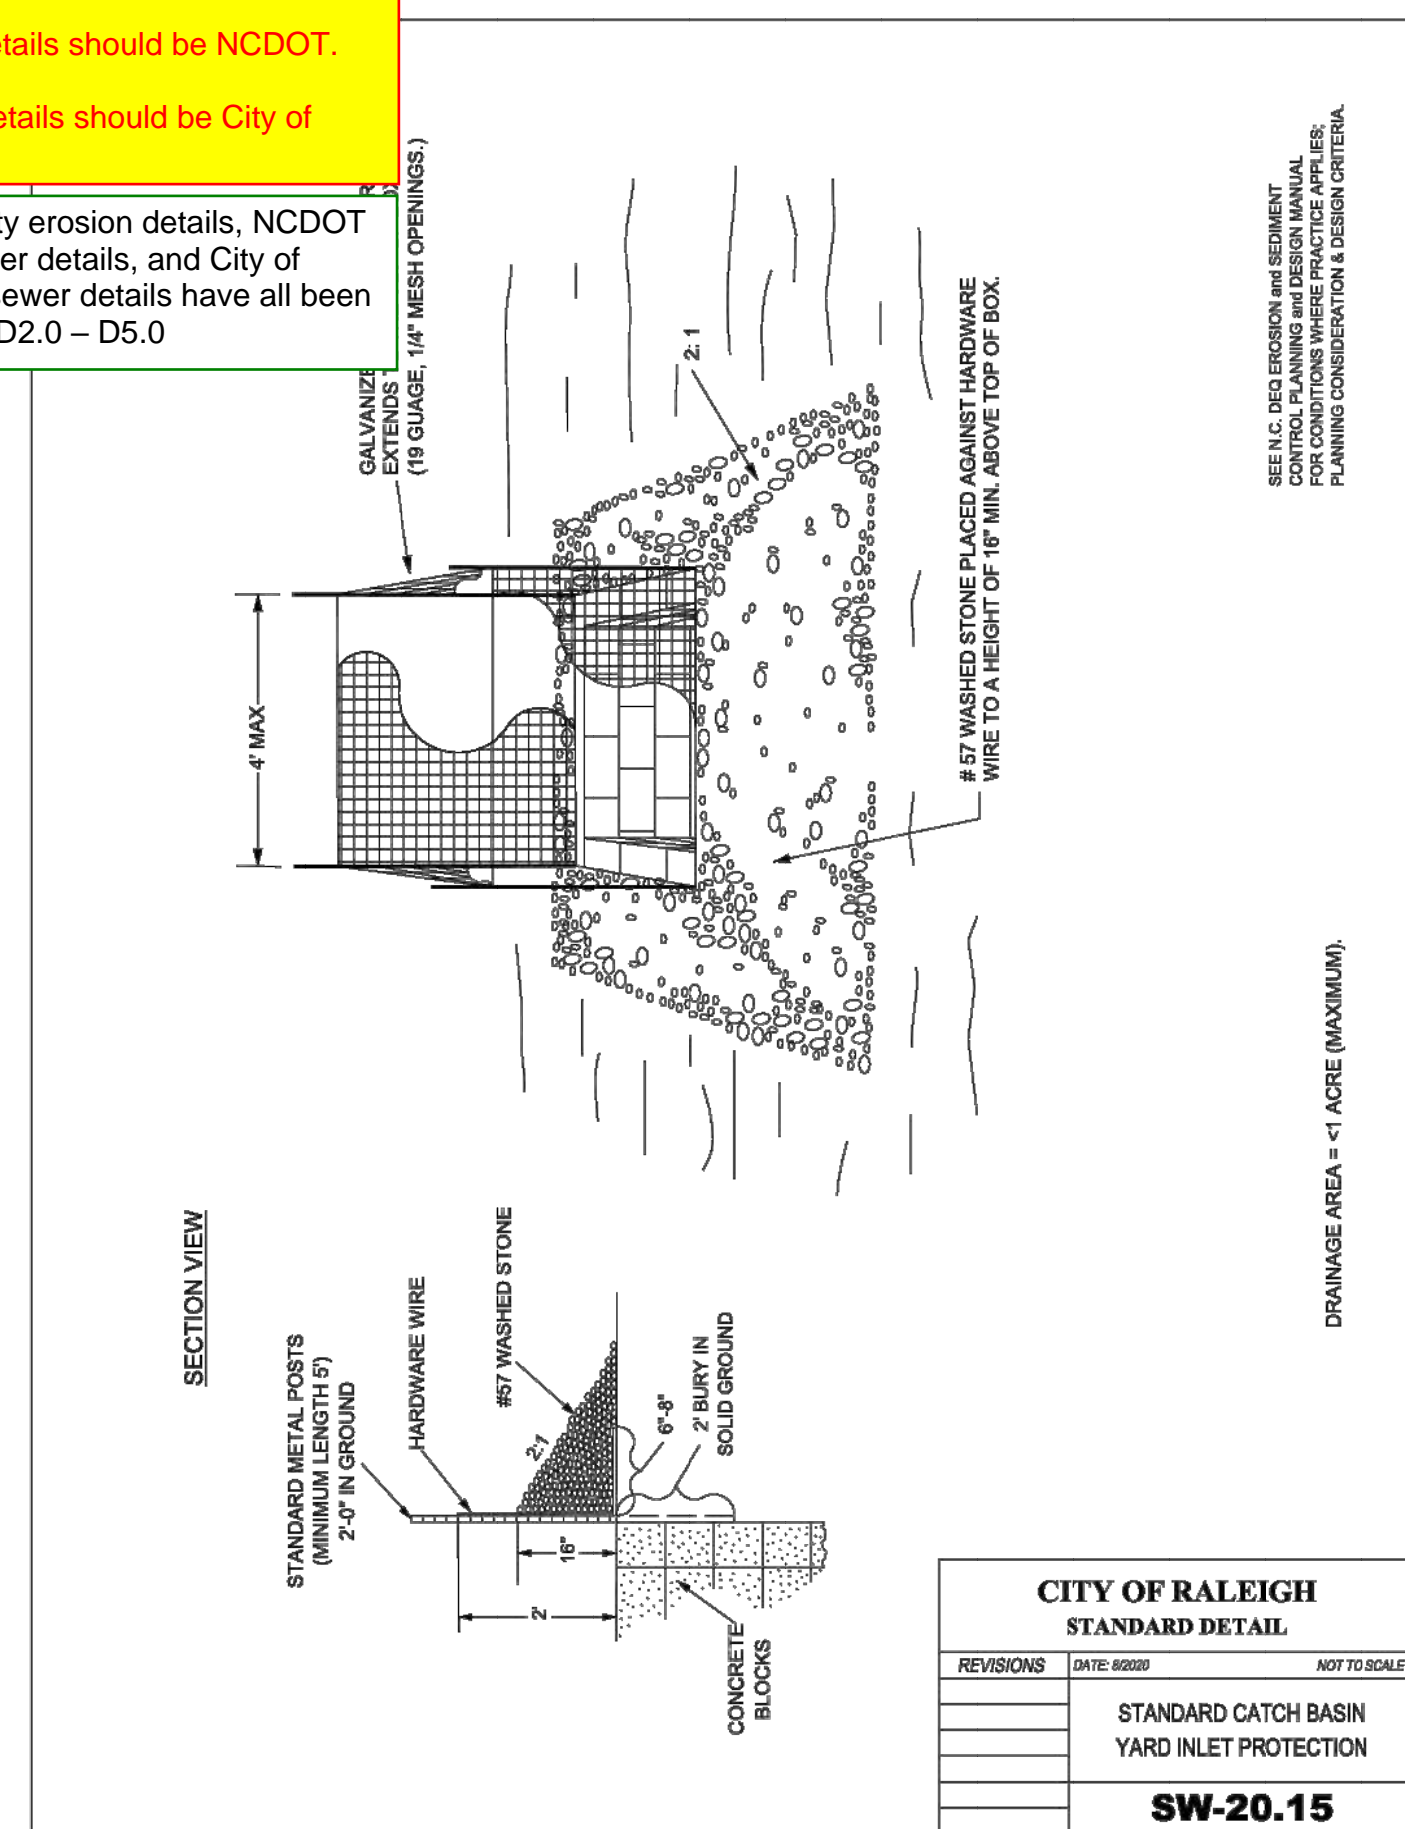 etails should be NCDOT.
etails should be City of
ty erosion details, NCDOT
er details, and City of
sewer details have all been
D2.0 – D5.0
GALVANIZE
EXTENDS
(19 GUAGE, 1/4" MESH OPENINGS.)
4' MAX
2: 1
# 57 WASHED STONE PLACED AGAINST HARDWARE
WIRE TO A HEIGHT OF 16" MIN. ABOVE TOP OF BOX.
SEE N.C. DEQ EROSION and SEDIMENT
CONTROL PLANNING and DESIGN MANUAL
FOR CONDITIONS WHERE PRACTICE APPLIES;
PLANNING CONSIDERATION & DESIGN CRITERIA.
DRAINAGE AREA = <1 ACRE (MAXIMUM).
SECTION VIEW
STANDARD METAL POSTS
(MINIMUM LENGTH 5')
2'-0" IN GROUND
HARDWARE WIRE
#57 WASHED STONE
2:1
6"-8"
2' BURY IN
SOLID GROUND
16"
2'
CONCRETE
BLOCKS
CITY OF RALEIGH
STANDARD DETAIL
REVISIONS
DATE: 8/2020
NOT TO SCALE
STANDARD CATCH BASIN
YARD INLET PROTECTION
SW-20.15